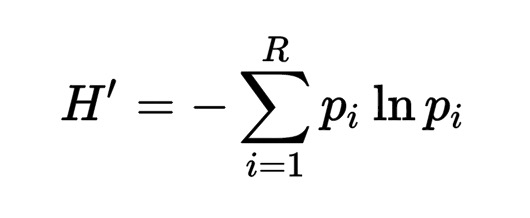 H′ = − ∑_{i=1}^{R} p_i ln p_i